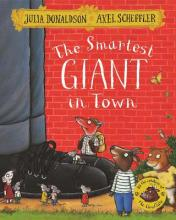 JULIA DONALDSON • AXEL SCHEFFLER
The Smartest
GIANT
in Town